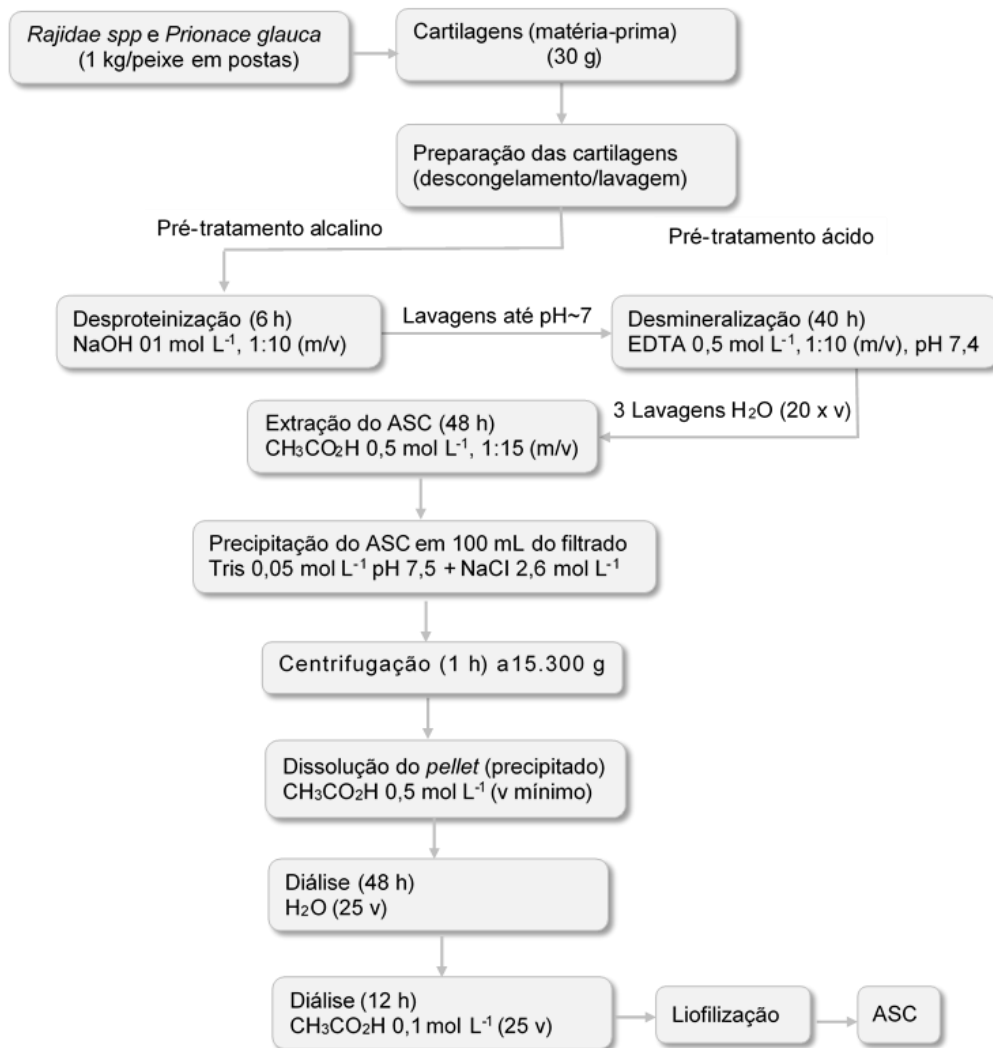 Rajidae spp e Prionace glauca
(1 kg/peixe em postas)
Cartilagens (matéria-prima)
(30 g)
Preparação das cartilagens
(descongelamento/lavagem)
Pré-tratamento alcalino
Pré-tratamento ácido
Desproteinização (6 h)
NaOH 01 mol L⁻¹, 1:10 (m/v)
Lavagens até pH~7
Desmineralização (40 h)
EDTA 0,5 mol L⁻¹, 1:10 (m/v), pH 7,4
3 Lavagens H₂O (20 x v)
Extração do ASC (48 h)
CH₃CO₂H 0,5 mol L⁻¹, 1:15 (m/v)
Precipitação do ASC em 100 mL do filtrado
Tris 0,05 mol L⁻¹ pH 7,5 + NaCl 2,6 mol L⁻¹
Centrifugação (1 h) a15.300 g
Dissolução do pellet (precipitado)
CH₃CO₂H 0,5 mol L⁻¹ (v mínimo)
Diálise (48 h)
H₂O (25 v)
Diálise (12 h)
CH₃CO₂H 0,1 mol L⁻¹ (25 v)
Liofilização
ASC